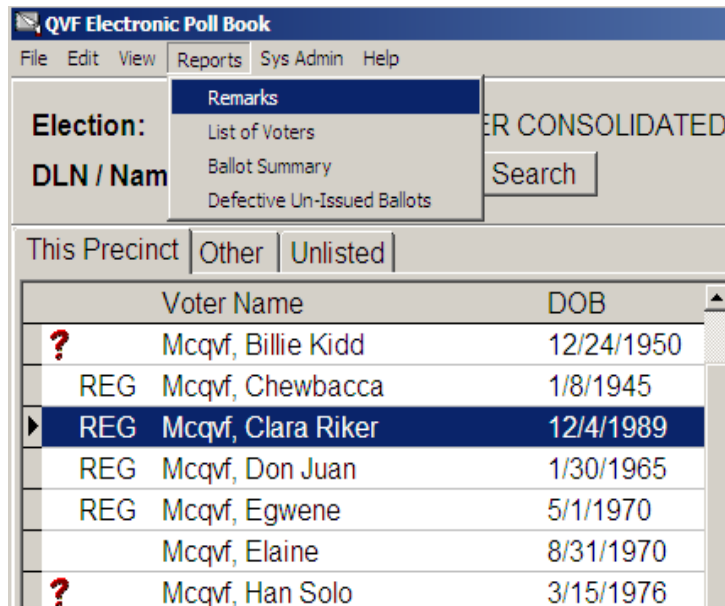 QVF Electronic Poll Book
File Edit View Reports Sys Admin Help
Remarks
List of Voters
Ballot Summary
Defective Un-Issued Ballots
Election: ER CONSOLIDATED
DLN / Nam Search
This Precinct Other Unlisted
Voter Name DOB
? Mcqvf, Billie Kidd 12/24/1950
REG Mcqvf, Chewbacca 1/8/1945
REG Mcqvf, Clara Riker 12/4/1989
REG Mcqvf, Don Juan 1/30/1965
REG Mcqvf, Egwene 5/1/1970
Mcqvf, Elaine 8/31/1970
? Mcqvf, Han Solo 3/15/1976